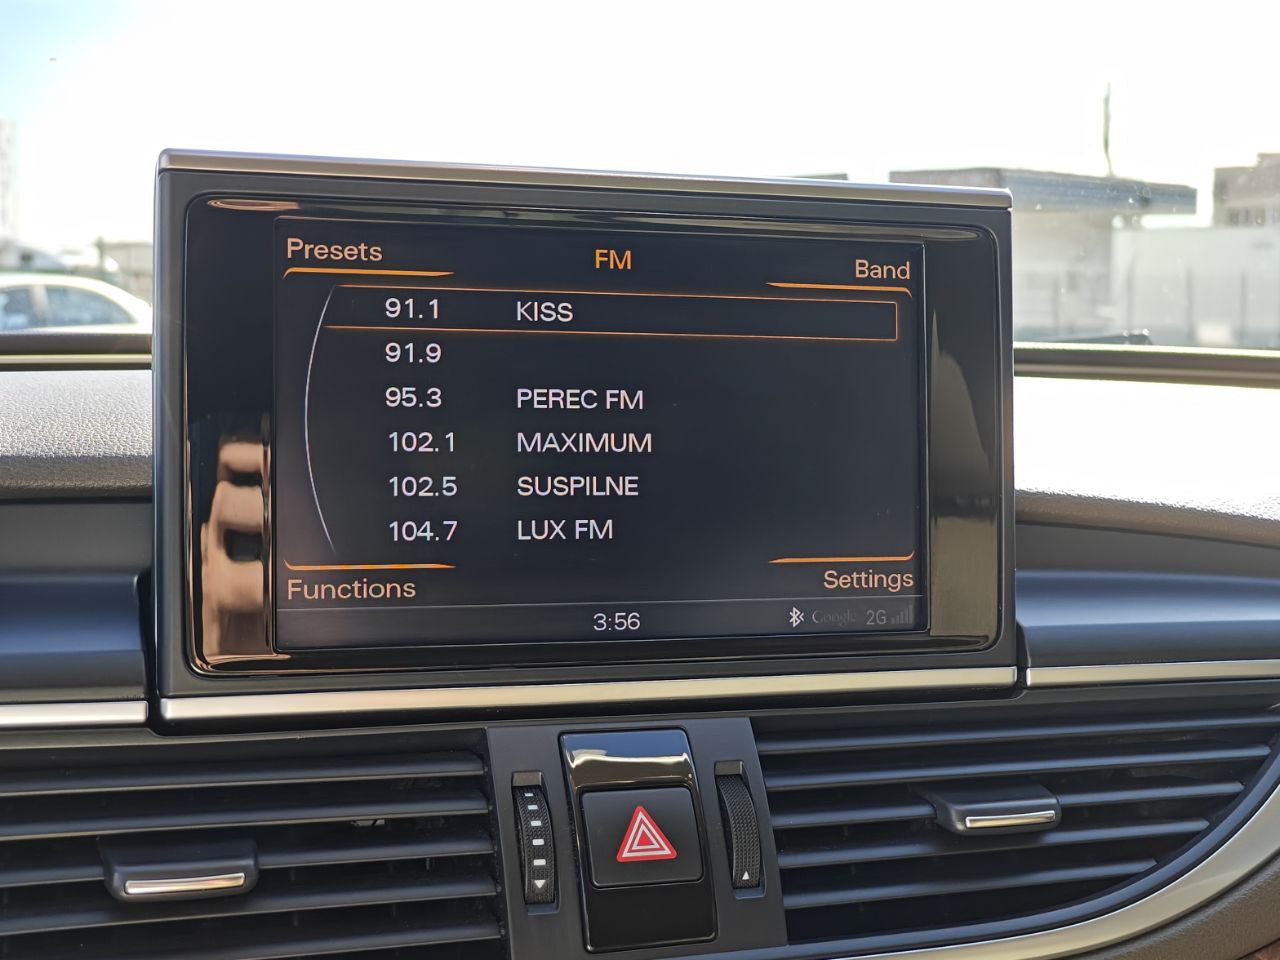 Presets
FM
Band
91.1 KISS
91.9
95.3 PEREC FM
102.1 MAXIMUM
102.5 SUSPILNE
104.7 LUX FM
Functions
Settings
3:56
Google 2G